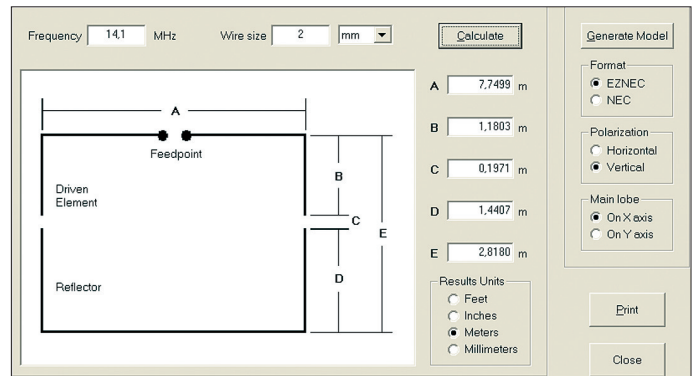 Frequency 14,1 MHz Wire size 2 mm Calculate
A 7,7499 m
B 1,1803 m
C 0,1971 m
D 1,4407 m
E 2,8180 m
Results Units
Feet
Inches
Meters
Millimeters
A
Feedpoint
Driven
Element
B
C
E
D
Reflector
Generate Model
Format
EZNEC
NEC
Polarization
Horizontal
Vertical
Main lobe
On X axis
On Y axis
Print
Close